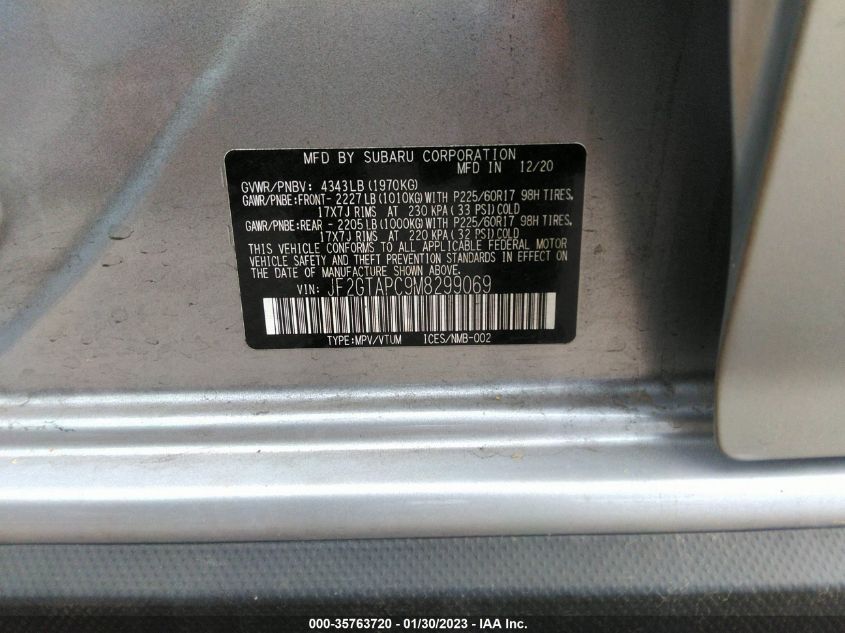 MFD BY SUBARU CORPORATION
MFD IN 12/20
GVWR/PNBV: 4343LB(1970KG)
GAWR/PNBE:FRONT- 2227LB(1010KG)WITH P225/60R17 98H TIRES,
17X7J RIMS AT 230 KPA(33 PSI)COLD
GAWR/PNBE:REAR - 2205LB(1000KG)WITH P225/60R17 98H TIRES,
17X7J RIMS AT 220 KPA(32 PSI)COLD
THIS VEHICLE CONFORMS TO ALL APPLICABLE FEDERAL MOTOR
VEHICLE SAFETY AND THEFT PREVENTION STANDARDS IN EFFECT
ON THE DATE OF MANUFACTURE SHOWN ABOVE.
VIN: JF2GTAPC9M8299069
TYPE:MPV/VTUM ICES/NMB-002
000-35763720 - 01/30/2023 - IAA Inc.